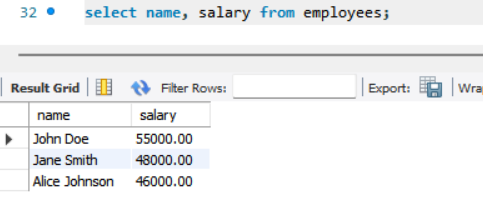 32 select name, salary from employees;
Result Grid Filter Rows: Export: Wra
name salary
John Doe 55000.00
Jane Smith 48000.00
Alice Johnson 46000.00